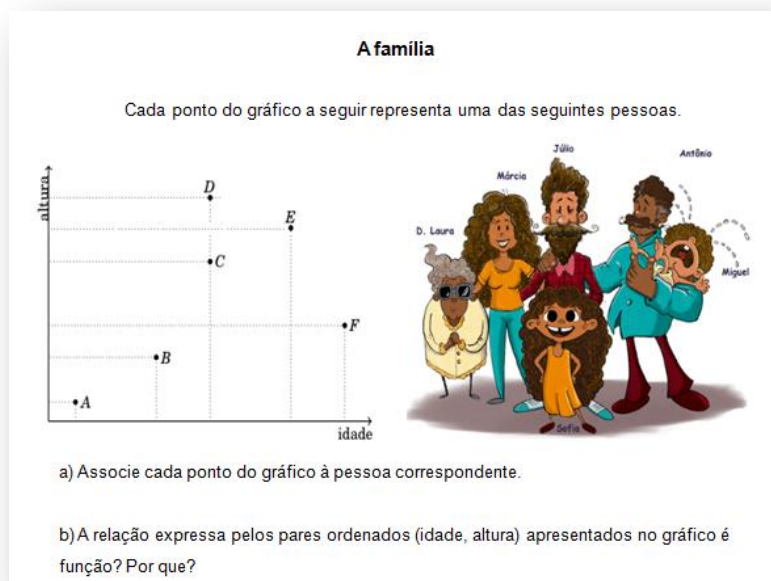 A família
Cada ponto do gráfico a seguir representa uma das seguintes pessoas.
altura
D
E
C
F
B
A
idade
Júlio
Antônio
Márcia
D. Laura
Miguel
Sofia
a) Associe cada ponto do gráfico à pessoa correspondente.
b) A relação expressa pelos pares ordenados (idade, altura) apresentados no gráfico é
função? Por que?